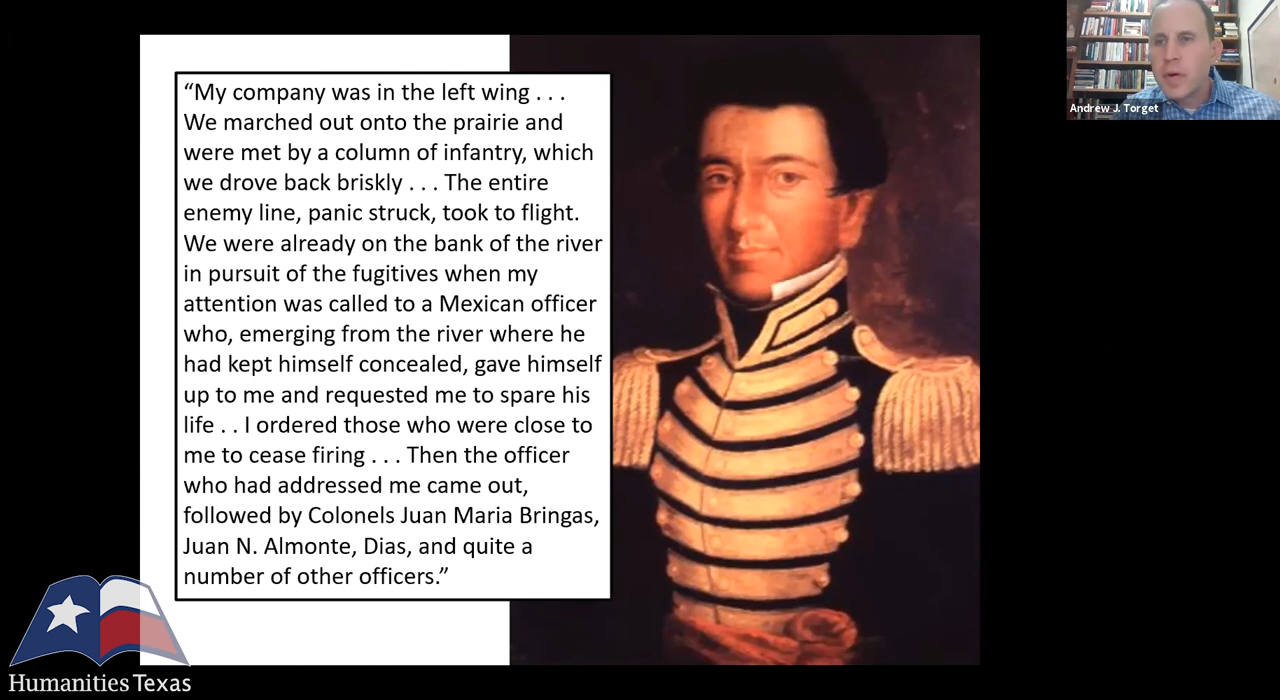 “My company was in the left wing . . .
We marched out onto the prairie and
were met by a column of infantry, which
we drove back briskly . . . The entire
enemy line, panic struck, took to flight.
We were already on the bank of the river
in pursuit of the fugitives when my
attention was called to a Mexican officer
who, emerging from the river where he
had kept himself concealed, gave himself
up to me and requested me to spare his
life . . I ordered those who were close to
me to cease firing . . . Then the officer
who had addressed me came out,
followed by Colonels Juan Maria Bringas,
Juan N. Almonte, Dias, and quite a
number of other officers.”
Andrew J. Torget
Humanities Texas